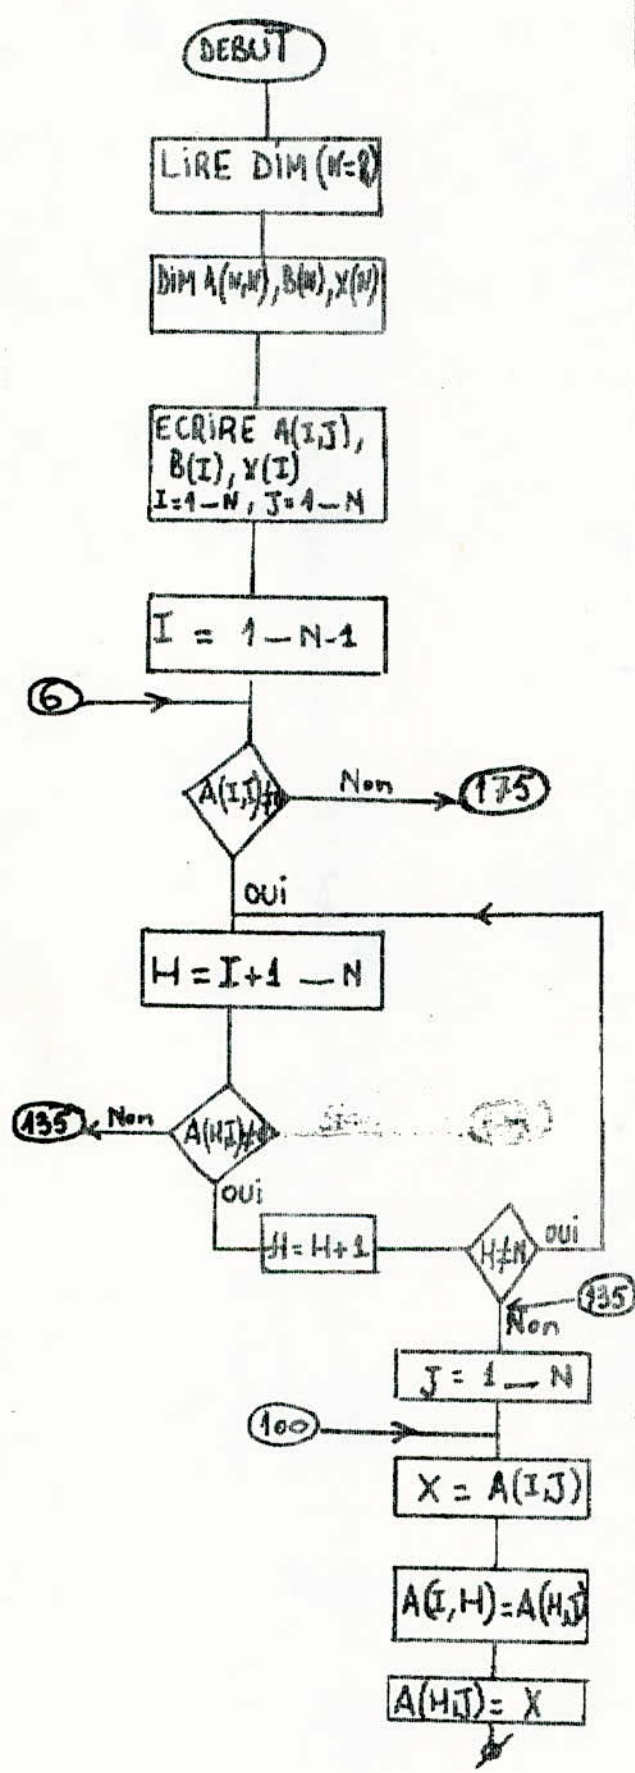 DEBUT
LIRE DIM (N=8)
DIM A(N,N), B(N), X(N)
ECRIRE A(I,J),
B(I), X(I)
I=1–N, J=1–N
I = 1 – N-1
6
A(I,I)≠0
Non
175
OUI
H = I+1 – N
135
Non
A(H,I)≠0
OUI
H = H+1
H≠N
OUI
135
Non
J = 1 – N
100
X = A(I,J)
A(I,H)=A(H,J)
A(H,J) = X